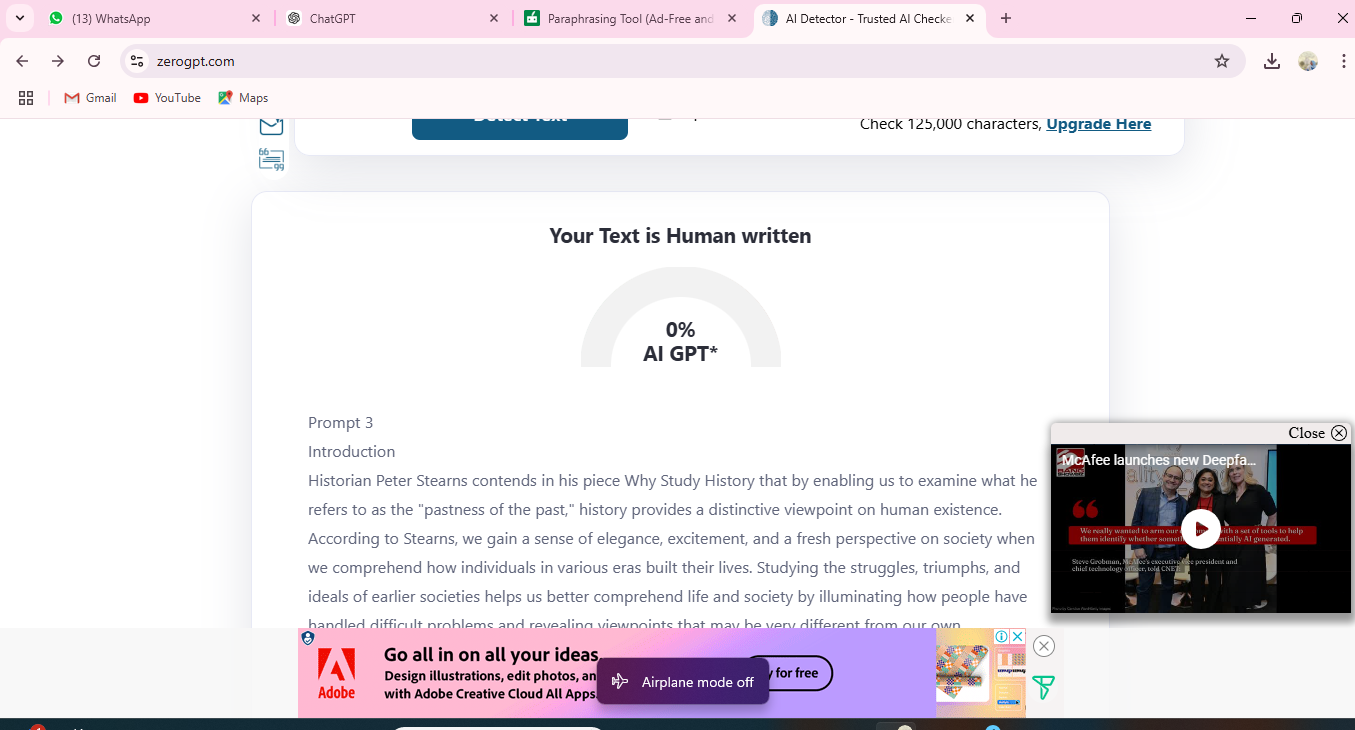 (13) WhatsApp
ChatGPT
Paraphrasing Tool (Ad-Free and
AI Detector - Trusted AI Checke
zerogpt.com
Gmail
YouTube
Maps
Detect Text
Check 125,000 characters, Upgrade Here
Your Text is Human written
0%
AI GPT*
Prompt 3
Introduction
Historian Peter Stearns contends in his piece Why Study History that by enabling us to examine what he
refers to as the "pastness of the past," history provides a distinctive viewpoint on human existence.
According to Stearns, we gain a sense of elegance, excitement, and a fresh perspective on society when
we comprehend how individuals in various eras built their lives. Studying the struggles, triumphs, and
ideals of earlier societies helps us better comprehend life and society by illuminating how people have
handled difficult problems and revealing viewpoints that may be very different from our own.
Close
McAfee launches new Deepfa...
We really wanted to arm our with a set of tools to help
them identify whether AI generated.
Steve Grobman, McAfee's executive vice president and
chief technology officer, told CNET
Adobe
Go all in on all your ideas.
Design illustrations, edit photos, an
with Adobe Creative Cloud All Apps.
y for free
Airplane mode off